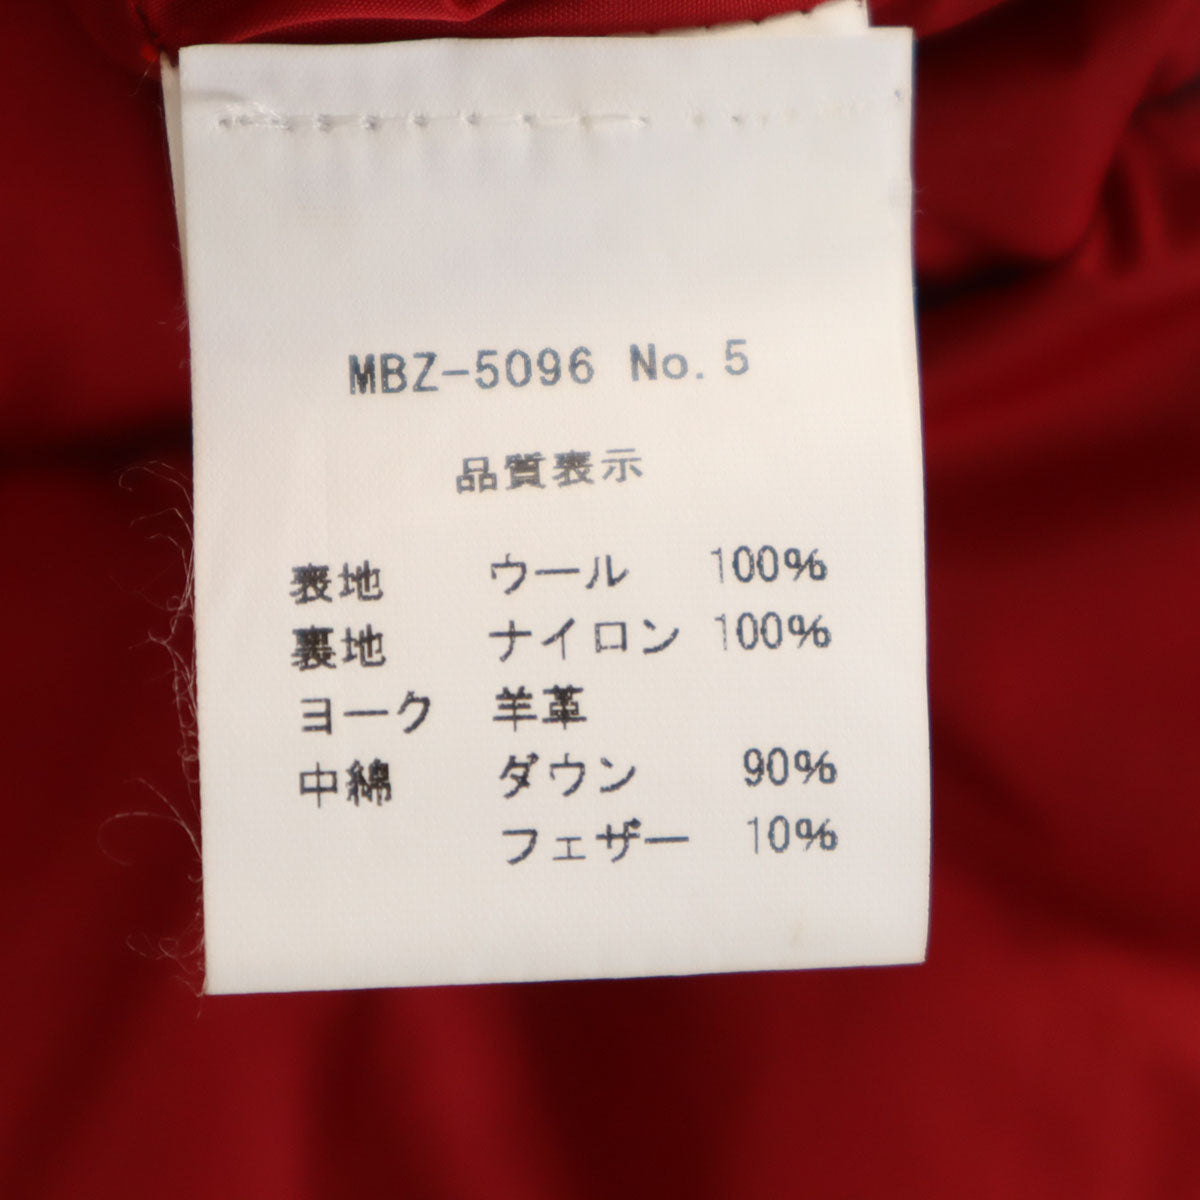 MBZ-5096 No.5
品質表示
表地 ウール 100%
裏地 ナイロン 100%
ヨーク 羊革
中綿 ダウン 90%
フェザー 10%